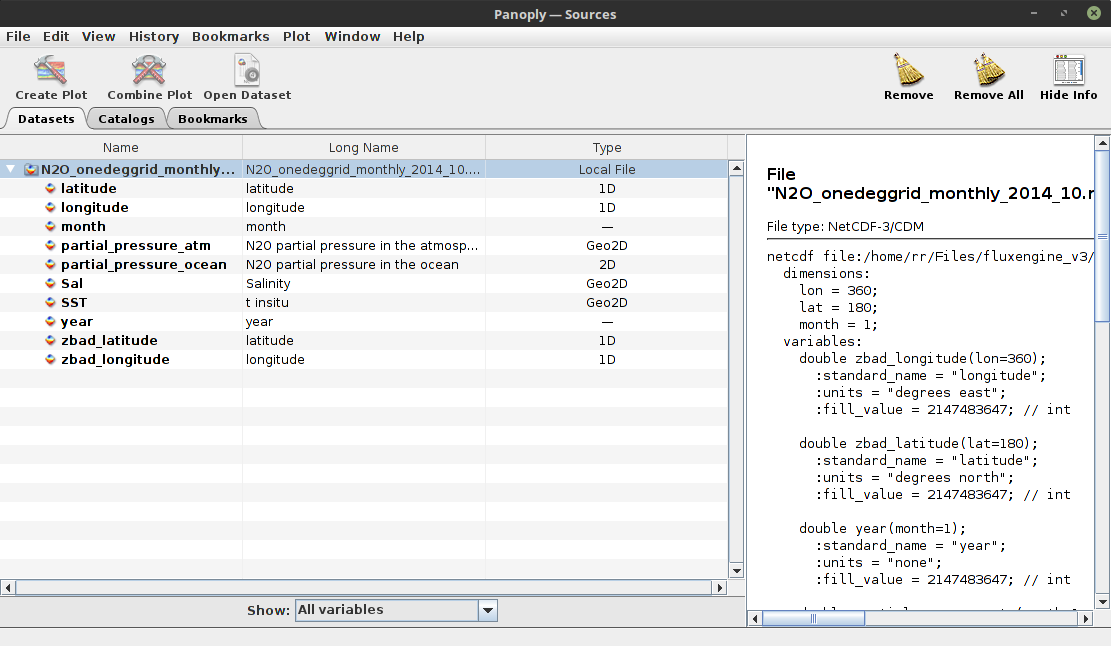 Panoply — Sources
File Edit View History Bookmarks Plot Window Help
Create Plot Combine Plot Open Dataset Remove Remove All Hide Info
Datasets Catalogs Bookmarks
Name Long Name Type
N2O_onedeggrid_monthly... N2O_onedeggrid_monthly_2014_10.... Local File
latitude latitude 1D
longitude longitude 1D
month month —
partial_pressure_atm N2O partial pressure in the atmosp... Geo2D
partial_pressure_ocean N2O partial pressure in the ocean 2D
Sal Salinity Geo2D
SST t insitu Geo2D
year year —
zbad_latitude latitude 1D
zbad_longitude longitude 1D
Show: All variables
File
"N2O_onedeggrid_monthly_2014_10.r
File type: NetCDF-3/CDM
netcdf file:/home/rr/Files/fluxengine_v3/
dimensions:
lon = 360;
lat = 180;
month = 1;
variables:
double zbad_longitude(lon=360);
:standard_name = "longitude";
:units = "degrees east";
:fill_value = 2147483647; // int
double zbad_latitude(lat=180);
:standard_name = "latitude";
:units = "degrees north";
:fill_value = 2147483647; // int
double year(month=1);
:standard_name = "year";
:units = "none";
:fill_value = 2147483647; // int